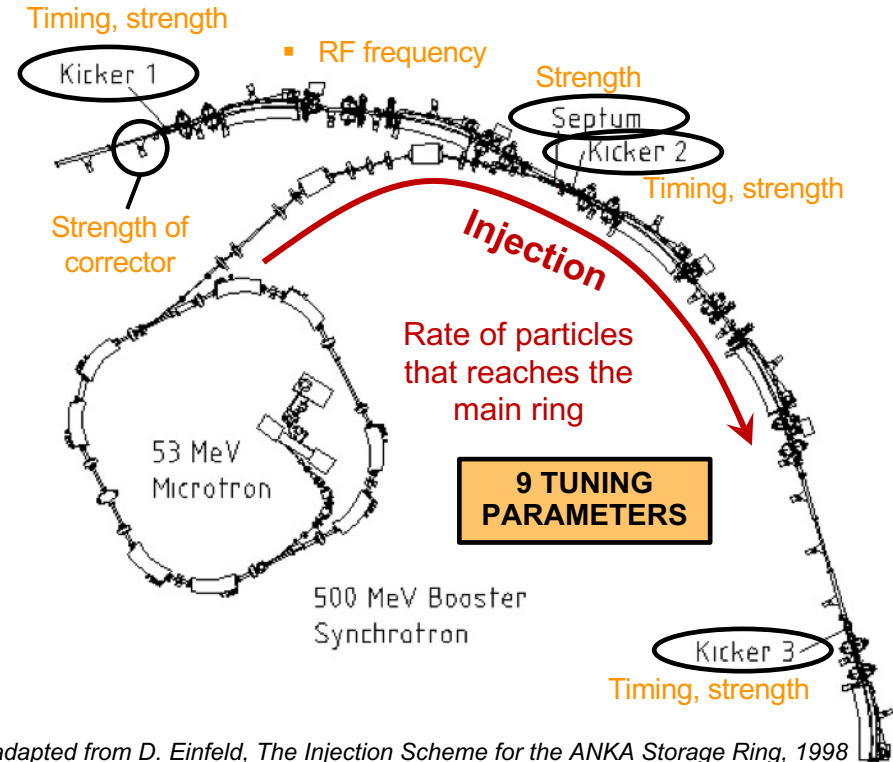 Timing, strength
Kicker 1
▪ RF frequency
Strength
Septum
Kicker 2
Timing, strength
Strength of
corrector
Injection
Rate of particles
that reaches the
main ring
53 MeV
Microtron
9 TUNING
PARAMETERS
500 MeV Booster
Synchrotron
Kicker 3
Timing, strength
adapted from D. Einfeld, The Injection Scheme for the ANKA Storage Ring, 1998